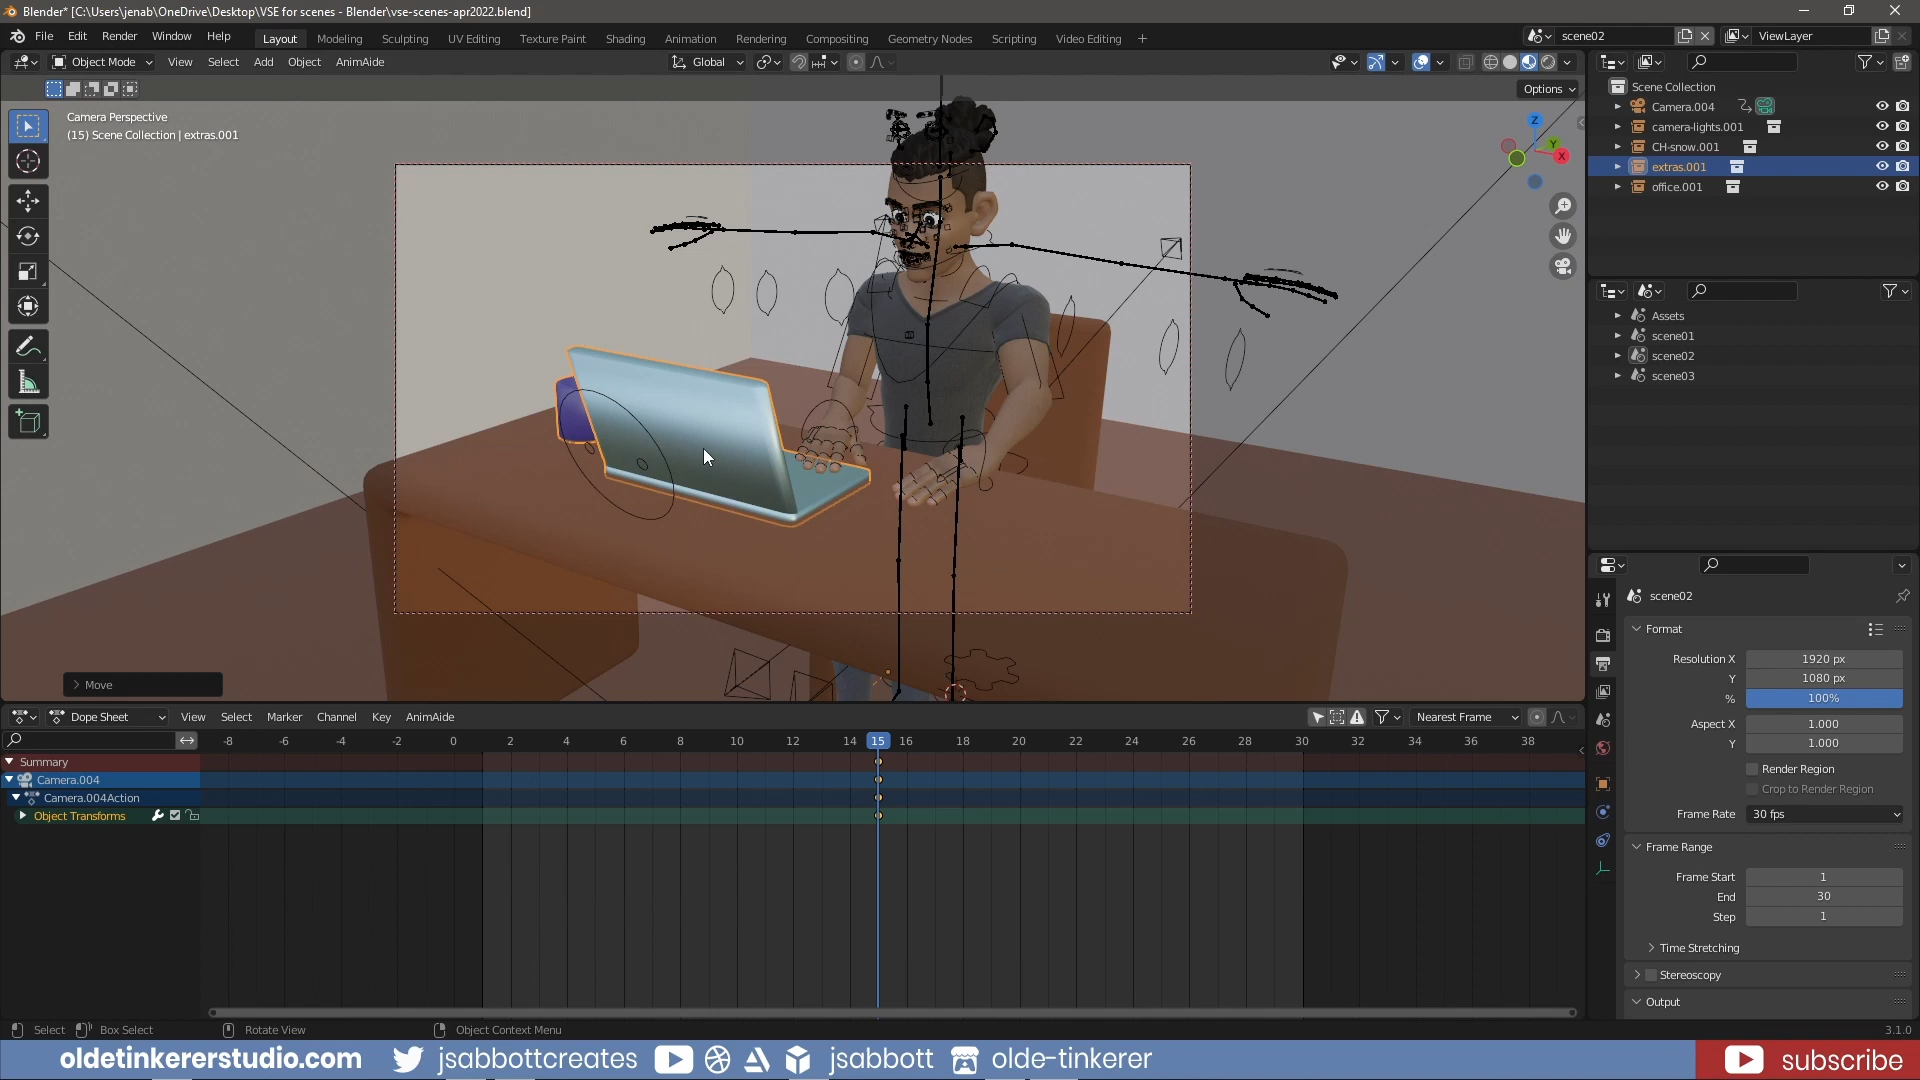 Blender* [C:\Users\jenab\OneDrive\Desktop\VSE for scenes - Blender\vse-scenes-apr2022.blend]
File Edit Render Window Help Layout Modeling Sculpting UV Editing Texture Paint Shading Animation Rendering Compositing Geometry Nodes Scripting Video Editing + scene02 ViewLayer
Object Mode View Select Add Object AnimAide Global
Options
Camera Perspective
(15) Scene Collection | extras.001
Z
Y
X
Move
Scene Collection
Camera.004
camera-lights.001
CH-snow.001
extras.001
office.001
Assets
scene01
scene02
scene03
scene02
Format
Resolution X 1920 px
Y 1080 px
% 100%
Aspect X 1.000
Y 1.000
Render Region
Crop to Render Region
Frame Rate 30 fps
Frame Range
Frame Start 1
End 30
Step 1
Time Stretching
Stereoscopy
Output
Dope Sheet View Select Marker Channel Key AnimAide Nearest Frame
-8 -6 -4 -2 0 2 4 6 8 10 12 14 15 16 18 20 22 24 26 28 30 32 34 36 38
Summary
Camera.004
Camera.004Action
Object Transforms
Select Box Select Rotate View Object Context Menu 3.1.0
oldetinkererstudio.com jsabbottcreates jsabbott olde-tinkerer subscribe